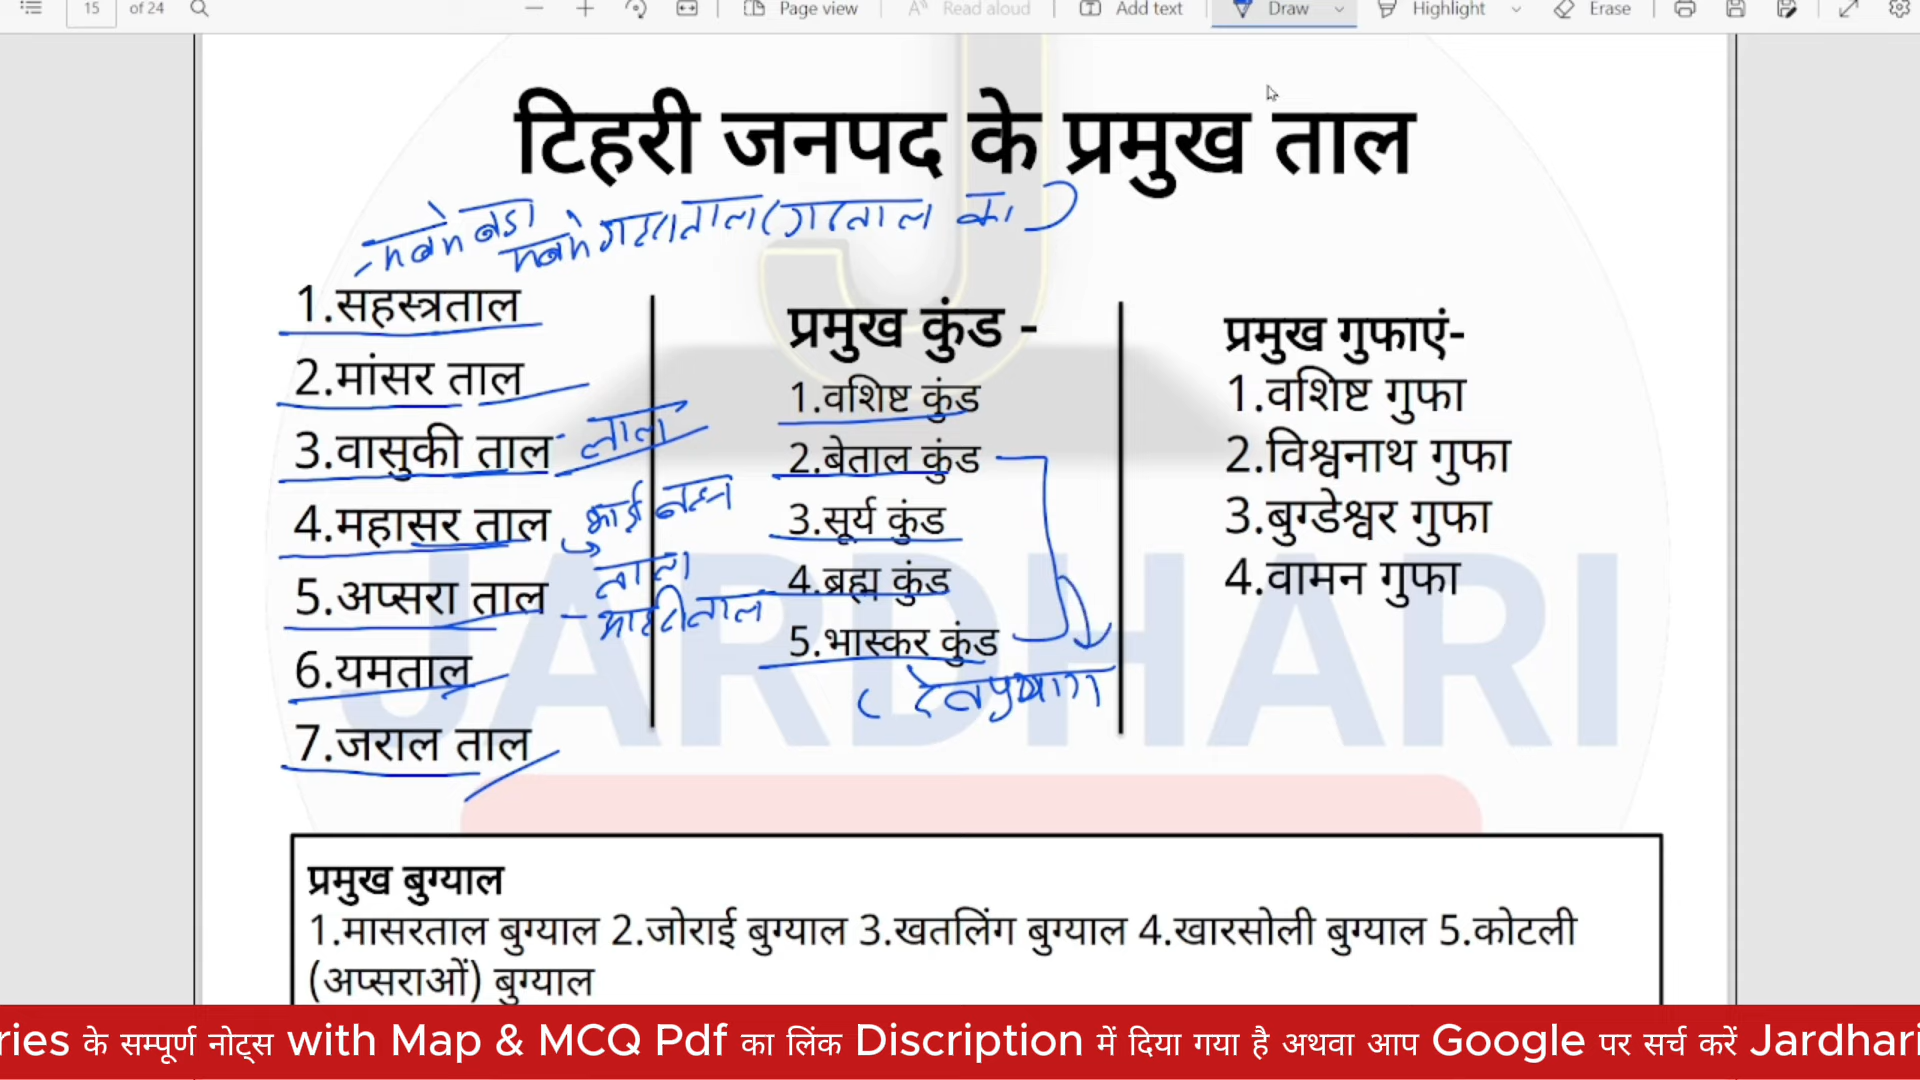 15 of 24 Page view Read aloud Add text Draw Highlight Erase
टिहरी जनपद के प्रमुख ताल
1.सहस्त्रताल
2.मांसर ताल
3.वासुकी ताल - लाल
4.महासर ताल भाई बहन
ताल
5.अप्सरा ताल
6.यमताल
7.जराल ताल
प्रमुख कुंड -
1.वशिष्ट कुंड
2.बेताल कुंड
3.सूर्य कुंड
4.ब्रह्म कुंड
5.भास्कर कुंड
प्रमुख गुफाएं-
1.वशिष्ट गुफा
2.विश्वनाथ गुफा
3.बुग्डेश्वर गुफा
4.वामन गुफा
JARDHARI
प्रमुख बुग्याल
1.मासरताल बुग्याल 2.जोराई बुग्याल 3.खतलिंग बुग्याल 4.खारसोली बुग्याल 5.कोटली
(अप्सराओं) बुग्याल
ries के सम्पूर्ण नोट्स with Map & MCQ Pdf का लिंक Discription में दिया गया है अथवा आप Google पर सर्च करें Jardhari